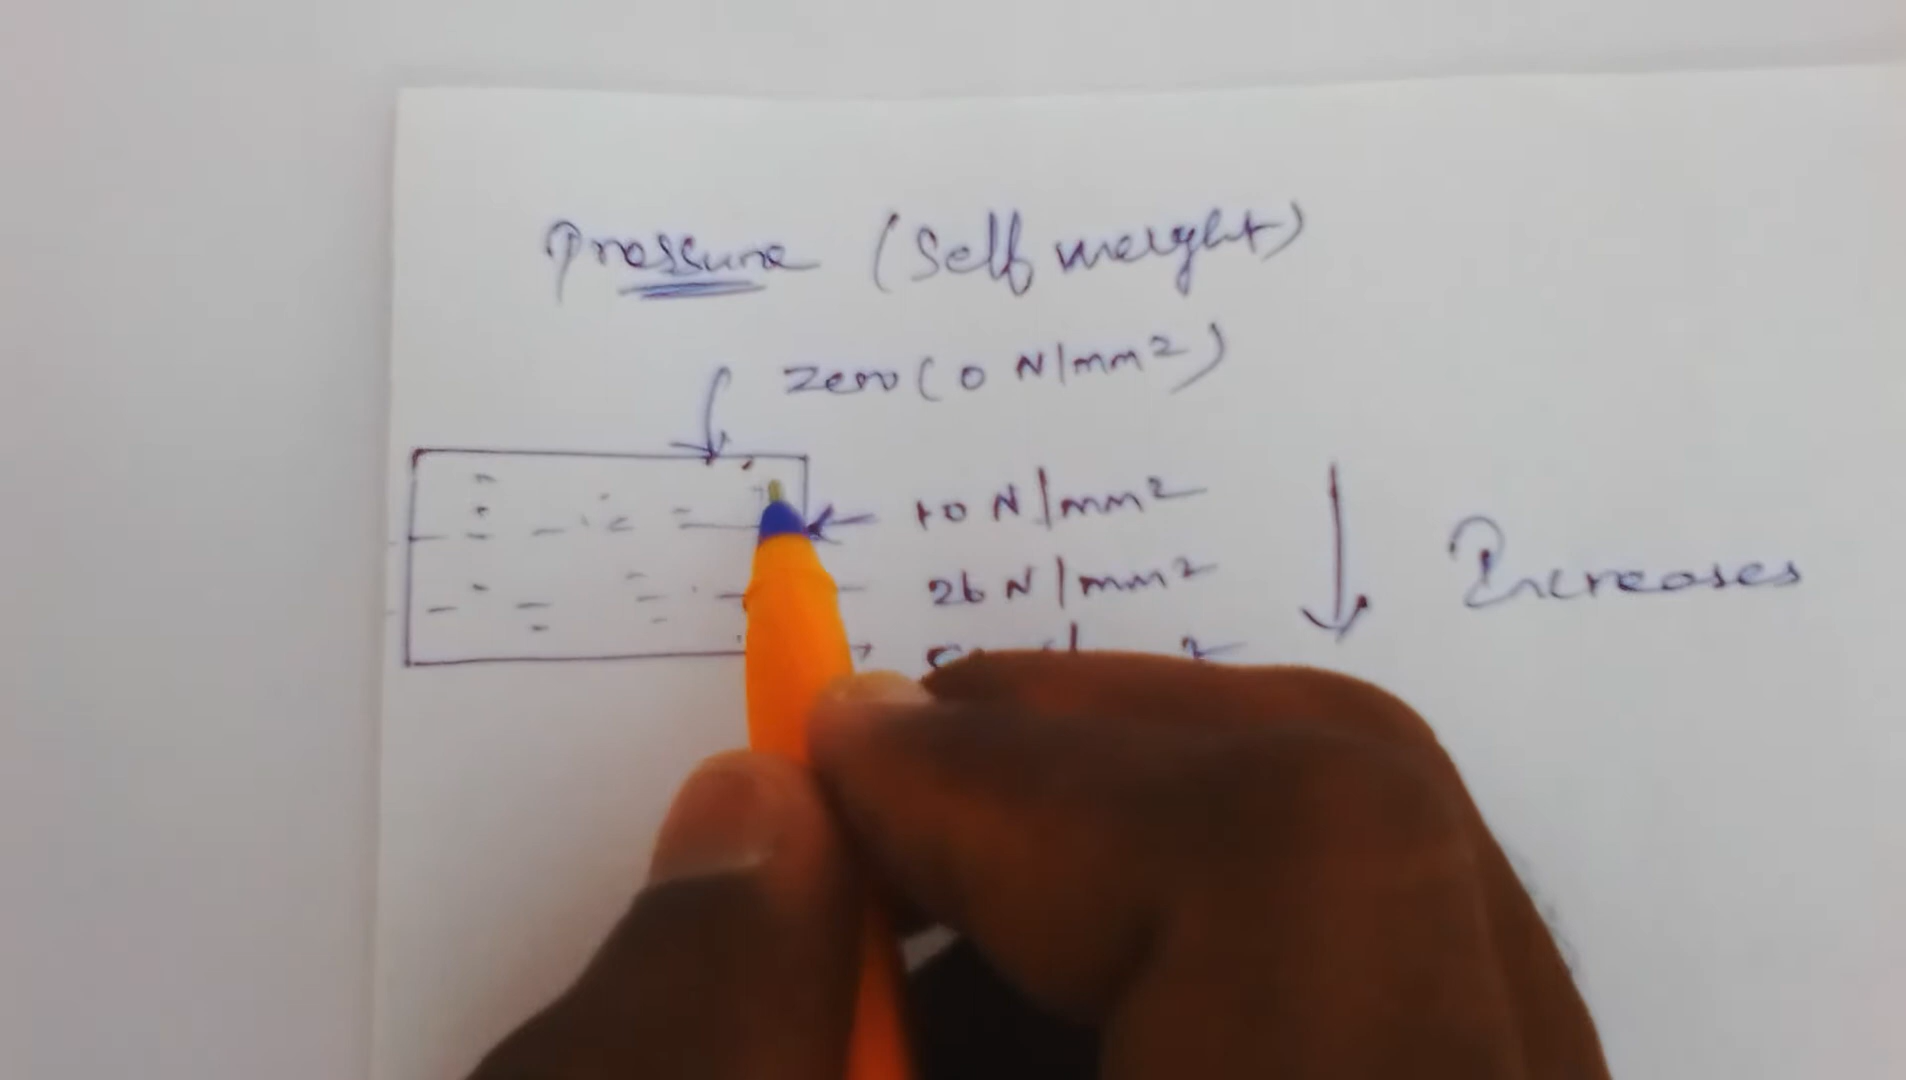 Pressure (Self weight)
Zero (0 N/mm2)
10 N/mm2
26 N/mm2
Increases